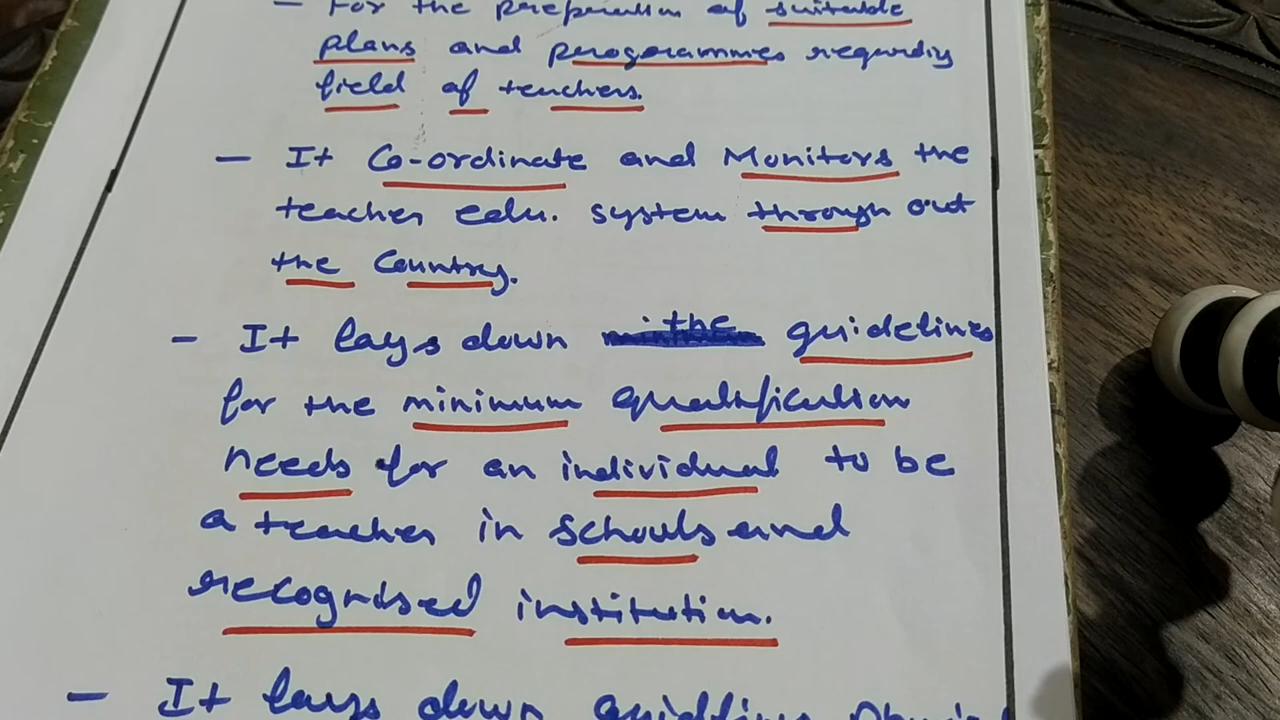 - For the preparation of suitable
plans and programmes regarding
field of teachers.
- It Co-ordinate and Monitors the
teacher edu. system through out
the Country.
- It lays down the guidelines
for the minimum qualification
needs for an individual to be
a teacher in schools and
recognised institution.
- It lays down guidlines